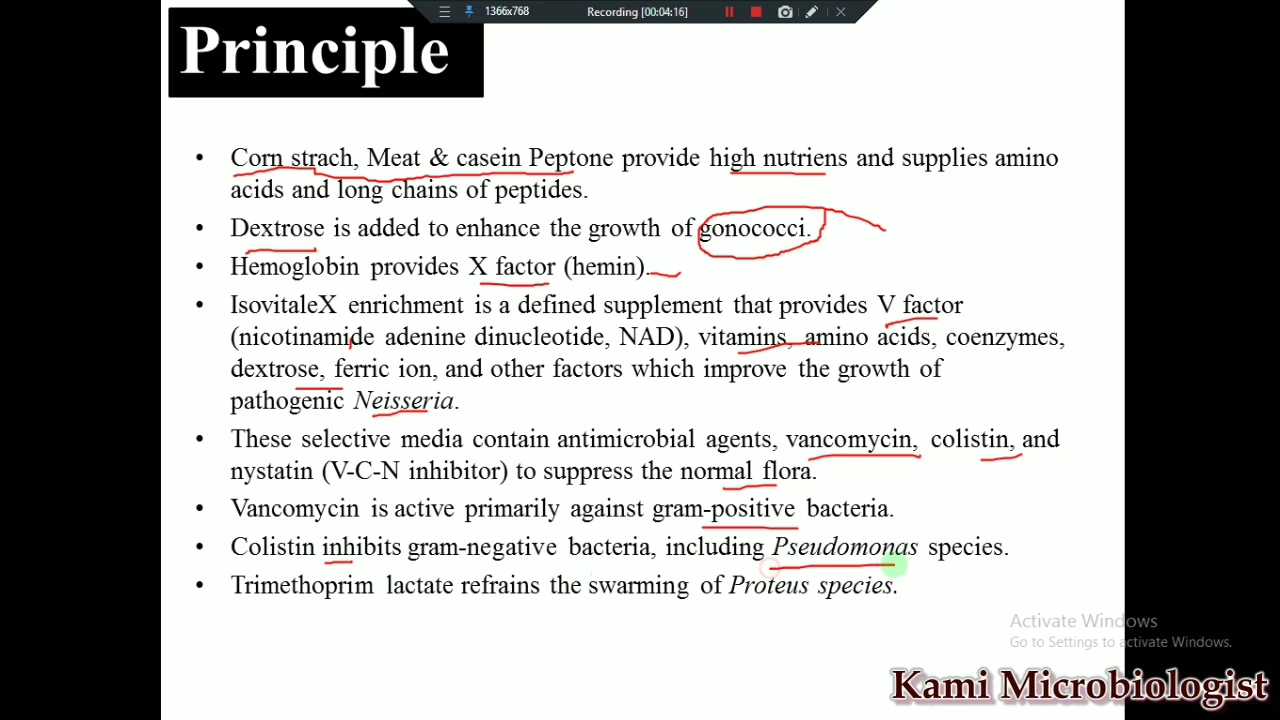 1366x768 Recording [00:04:16]
Principle
• Corn strach, Meat & casein Peptone provide high nutriens and supplies amino
acids and long chains of peptides.
• Dextrose is added to enhance the growth of gonococci.
• Hemoglobin provides X factor (hemin).
• IsovitaleX enrichment is a defined supplement that provides V factor
(nicotinamide adenine dinucleotide, NAD), vitamins, amino acids, coenzymes,
dextrose, ferric ion, and other factors which improve the growth of
pathogenic Neisseria.
• These selective media contain antimicrobial agents, vancomycin, colistin, and
nystatin (V-C-N inhibitor) to suppress the normal flora.
• Vancomycin is active primarily against gram-positive bacteria.
• Colistin inhibits gram-negative bacteria, including Pseudomonas species.
• Trimethoprim lactate refrains the swarming of Proteus species.
Activate Windows
Go to Settings to activate Windows.
Kami Microbiologist